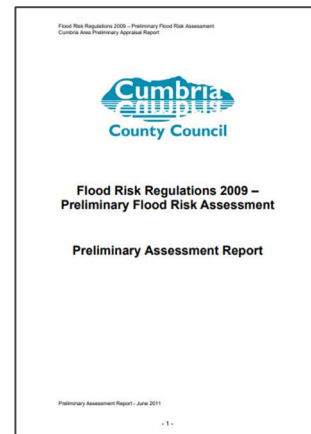 Flood Risk Regulations 2009 – Preliminary Flood Risk Assessment
Cumbria Area Preliminary Appraisal Report
Cumbria
County Council
Flood Risk Regulations 2009 –
Preliminary Flood Risk Assessment
Preliminary Assessment Report
Preliminary Assessment Report - June 2011
- 1 -